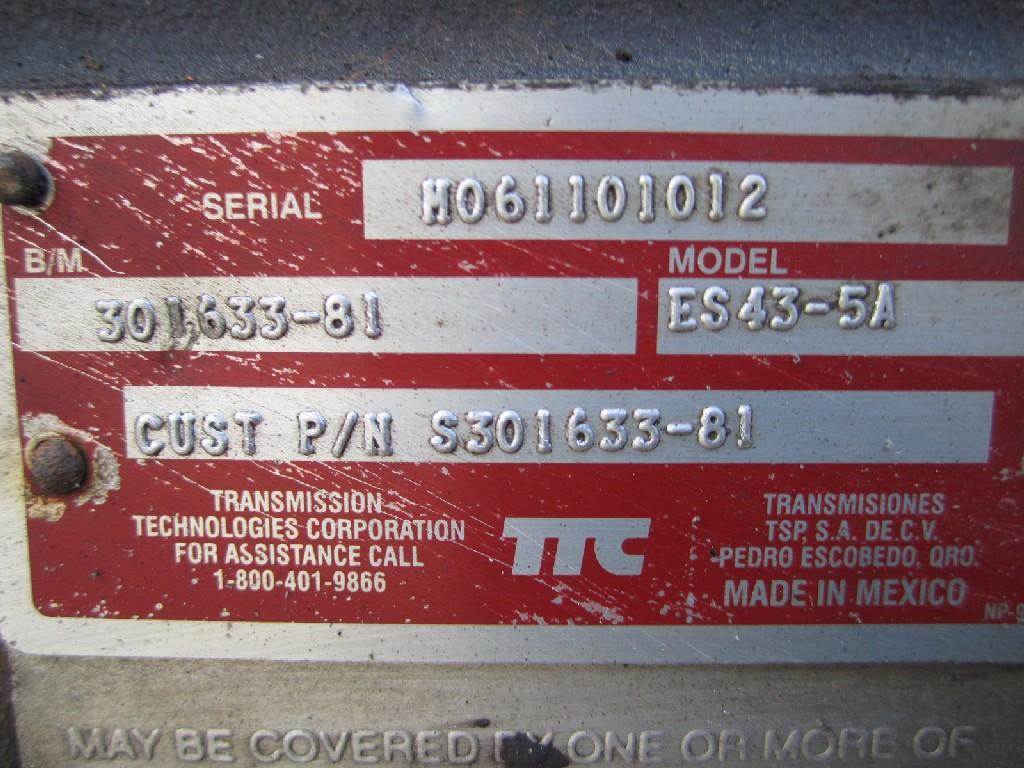 SERIAL M061101012
B/M MODEL
301633-81 ES43-5A
CUST P/N S301633-81
TRANSMISSION
TECHNOLOGIES CORPORATION
FOR ASSISTANCE CALL
1-800-401-9866
TTC
TRANSMISIONES
TSP, S.A. DE C.V.
PEDRO ESCOBEDO, QRO.
MADE IN MEXICO
MAY BE COVERED BY ONE OR MORE OF